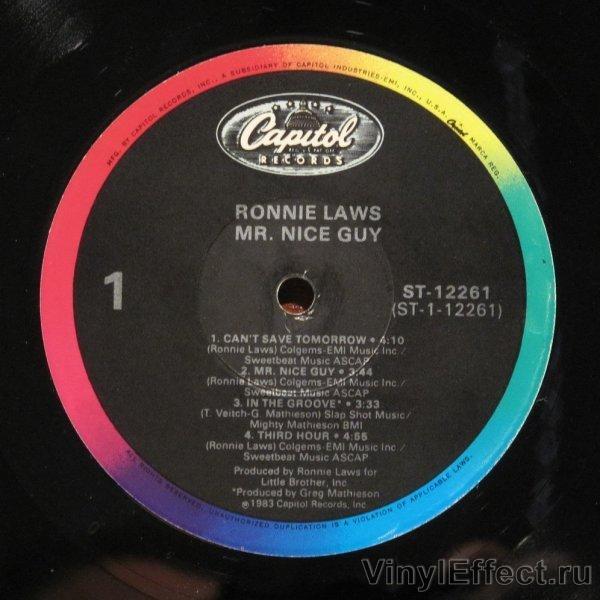 MFG. BY CAPITOL RECORDS, INC., A SUBSIDIARY OF CAPITOL INDUSTRIES-EMI, INC., U.S.A. Capitol MARCA REG.
Capitol
RECORDS
RONNIE LAWS
MR. NICE GUY
1
ST-12261
(ST-1-12261)
1. CAN'T SAVE TOMORROW • 4:10
(Ronnie Laws) Colgems-EMI Music Inc./
Sweetbeat Music ASCAP
2. MR. NICE GUY • 3:44
(Ronnie Laws) Colgems-EMI Music Inc./
Sweetbeat Music ASCAP
3. IN THE GROOVE* • 3:33
(T. Veitch-G. Mathieson) Slap Shot Music/
Mighty Mathieson BMI
4. THIRD HOUR • 4:55
(Ronnie Laws) Colgems-EMI Music Inc./
Sweetbeat Music ASCAP
Produced by Ronnie Laws for
Little Brother, Inc.
*Produced by Greg Mathieson
©1983 Capitol Records, Inc
ALL RIGHTS RESERVED. UNAUTHORIZED DUPLICATION IS A VIOLATION OF APPLICABLE LAWS.
VinylEffect.ru